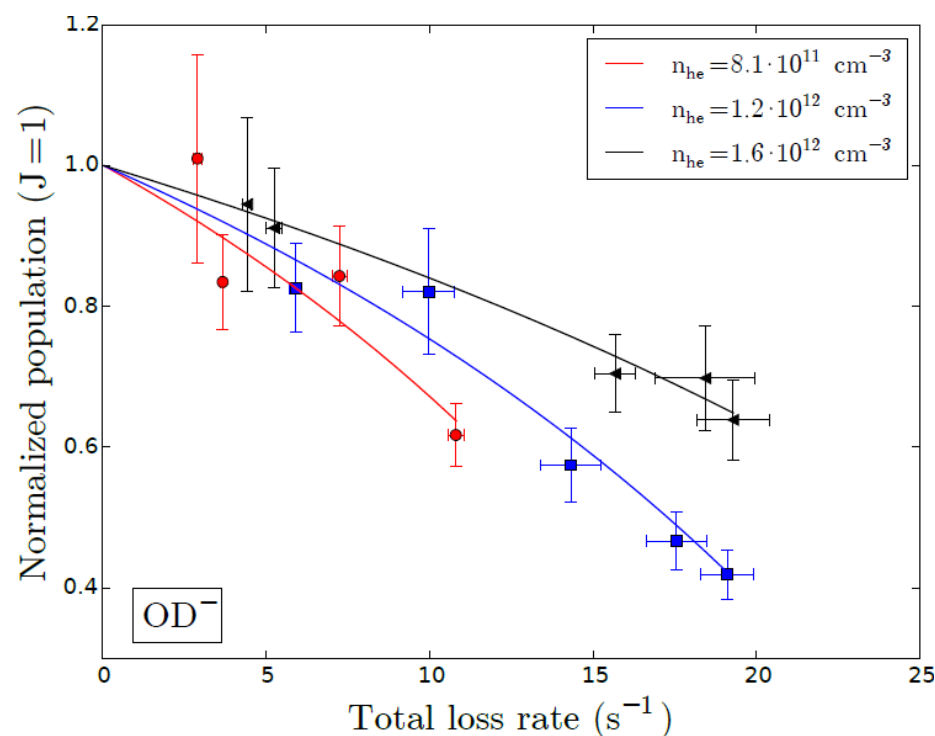 1.2
1.0
0.8
0.6
0.4
Normalized population (J=1)
n_he=8.1·10^11 cm^−3
n_he=1.2·10^12 cm^−3
n_he=1.6·10^12 cm^−3
OD^−
0 5 10 15 20 25
Total loss rate (s^−1)